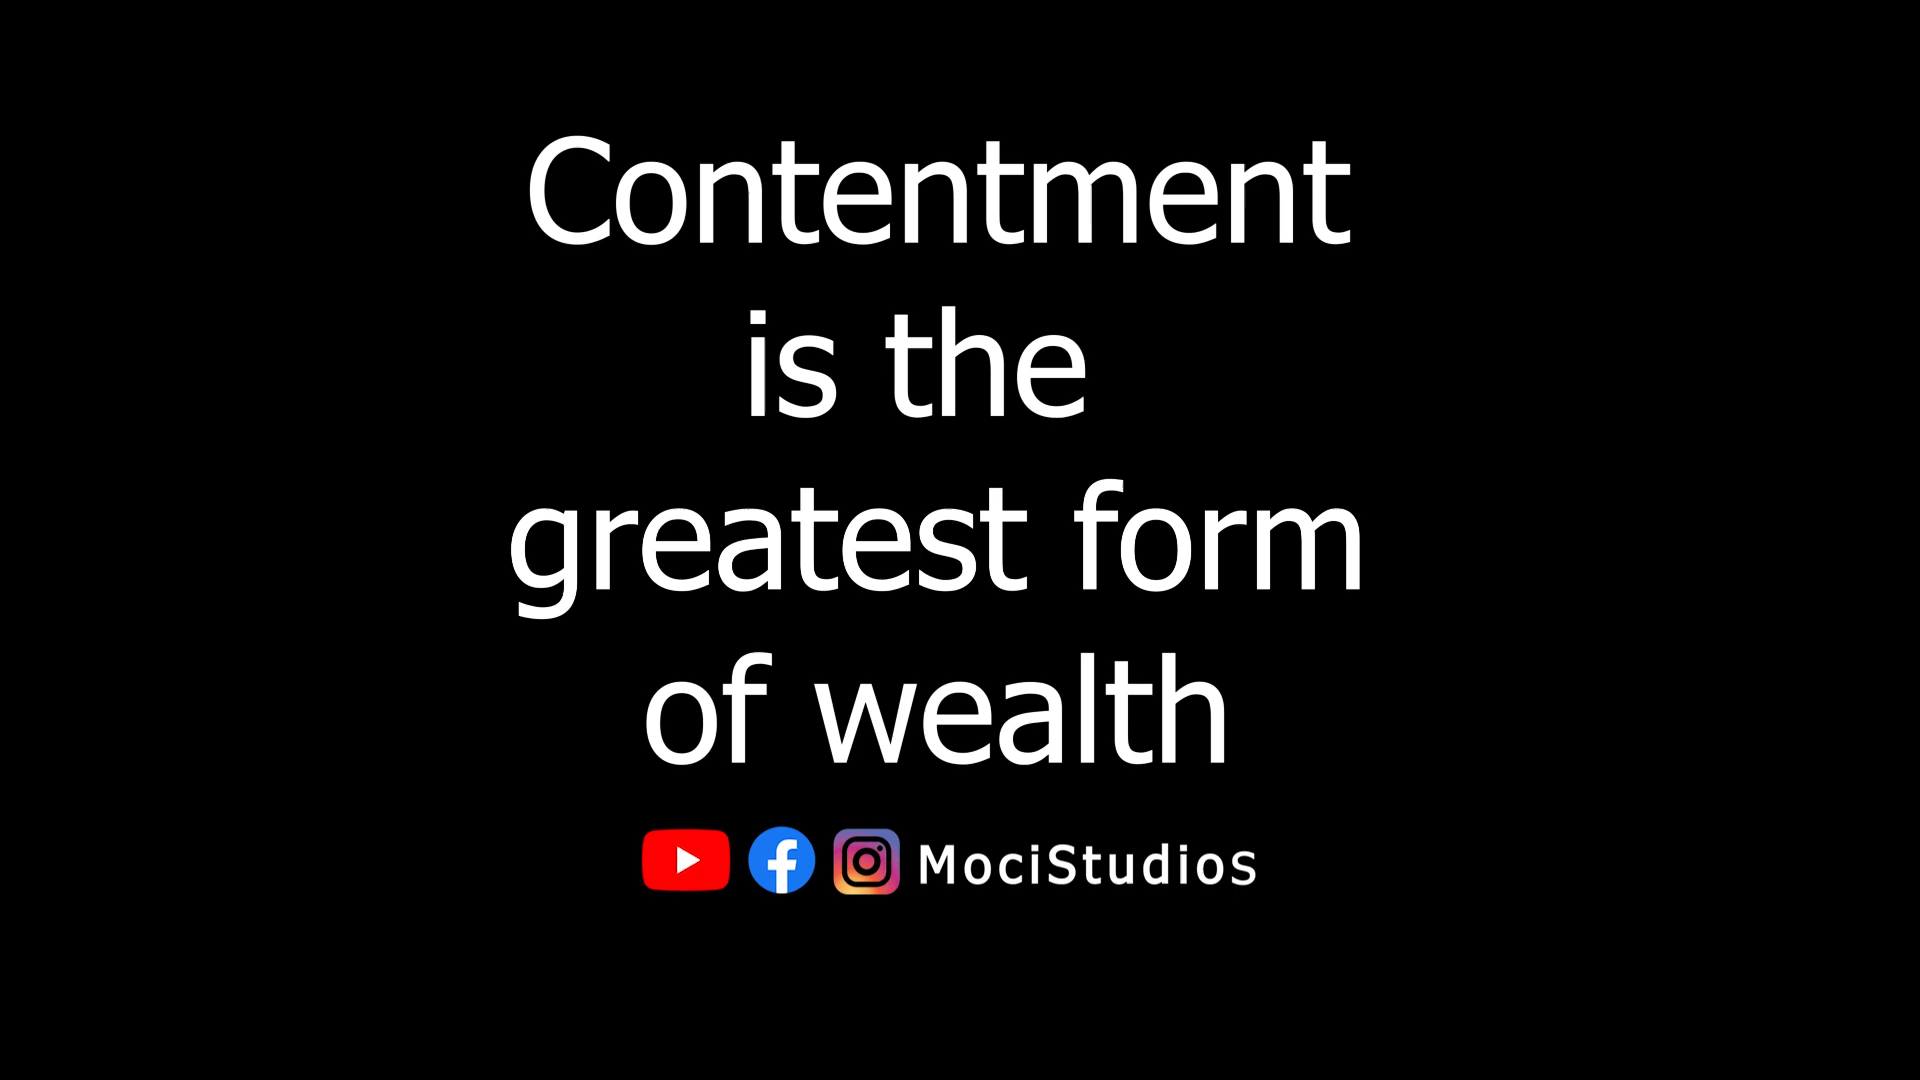 Contentment
is the
greatest form
of wealth
MociStudios